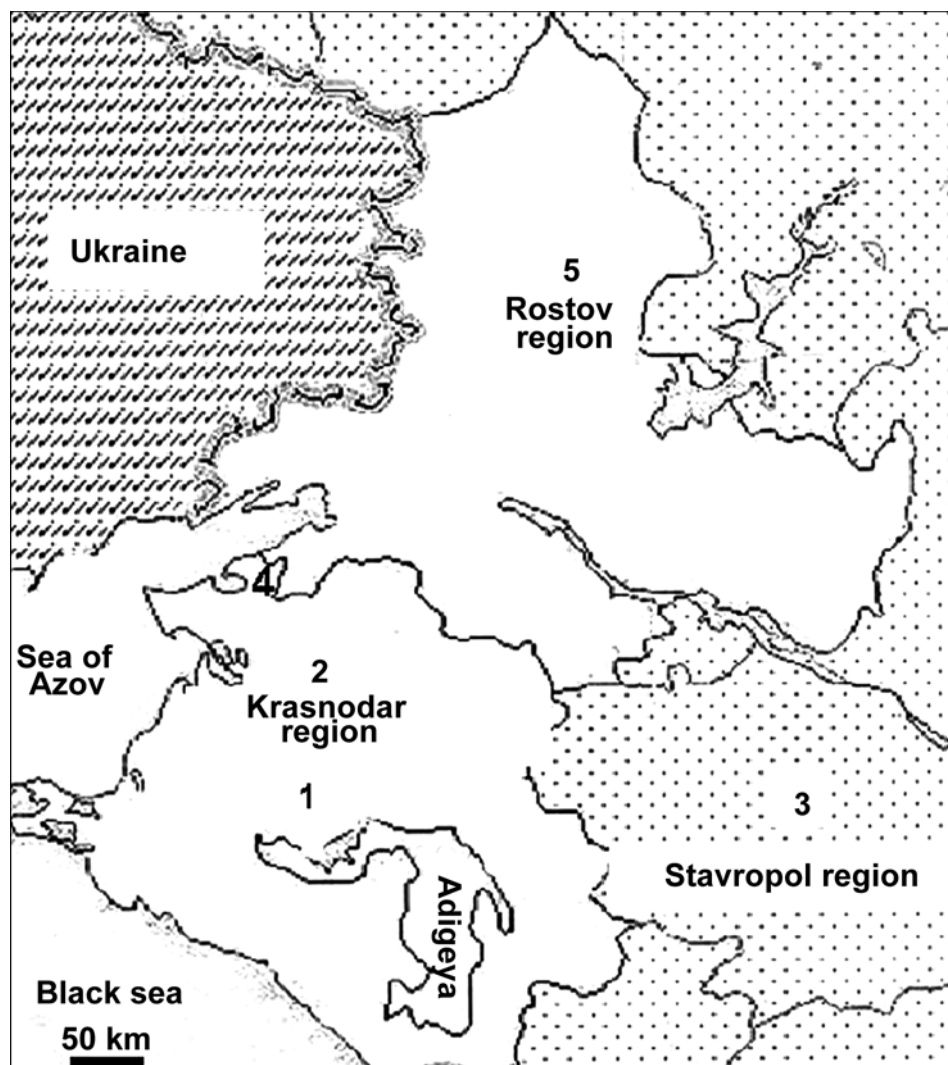 Ukraine
5
Rostov
region
4
Sea of
Azov
2
Krasnodar
region
1
3
Stavropol region
Adigeya
Black sea
50 km